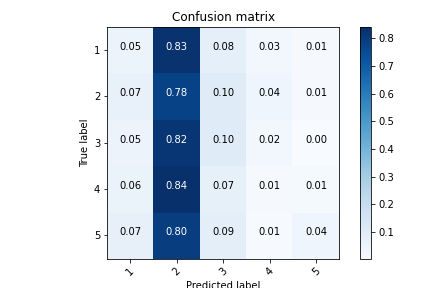 Confusion matrix
1 0.05 0.83 0.08 0.03 0.01
2 0.07 0.78 0.10 0.04 0.01
3 0.05 0.82 0.10 0.02 0.00
4 0.06 0.84 0.07 0.01 0.01
5 0.07 0.80 0.09 0.01 0.04
True label
1 2 3 4 5
Predicted label
0.8
0.7
0.6
0.5
0.4
0.3
0.2
0.1